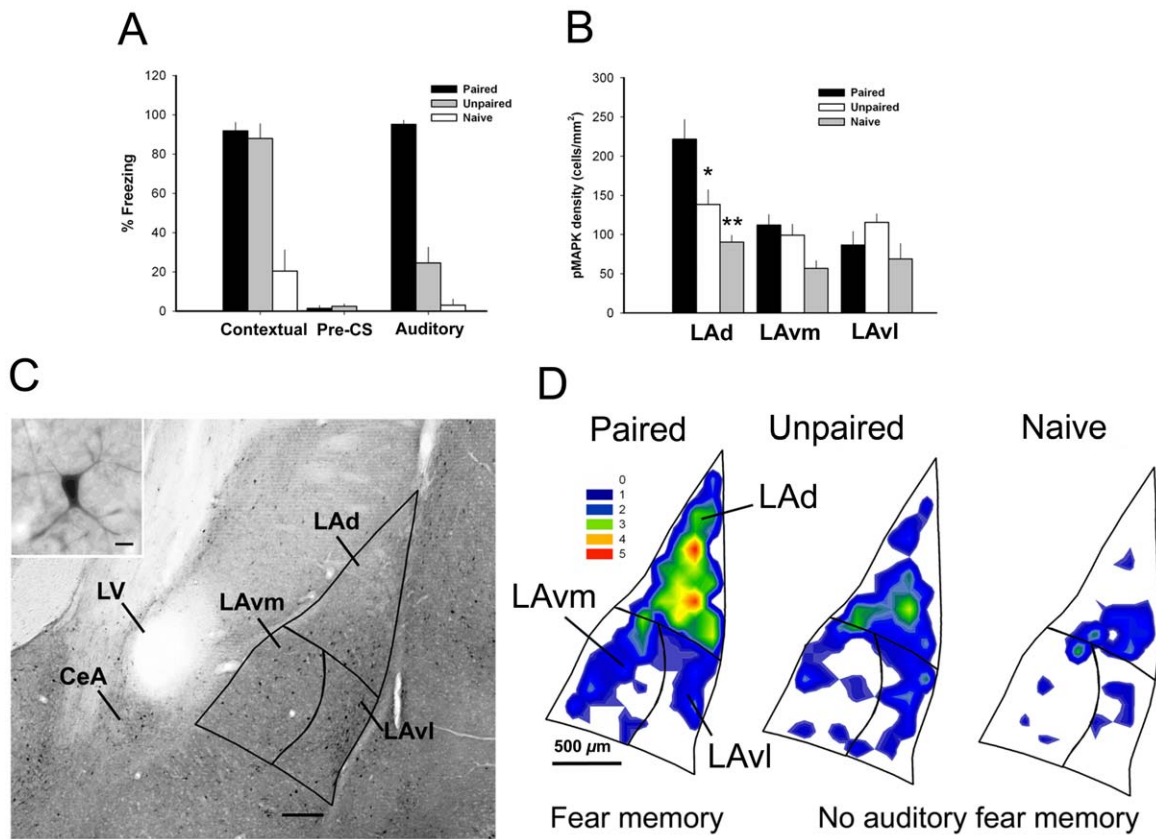 A
120
100
80
60
40
20
0
% Freezing
Paired
Unpaired
Naive
Contextual Pre-CS Auditory
B
300
250
200
150
100
50
0
pMAPK density (cells/mm²)
Paired
Unpaired
Naive
*
**
LAd LAvm LAvl
C
LAd
LAvm
LV
CeA
LAvl
D
Paired Unpaired Naive
0
1
2
3
4
5
LAd
LAvm
LAvl
500 µm
Fear memory No auditory fear memory